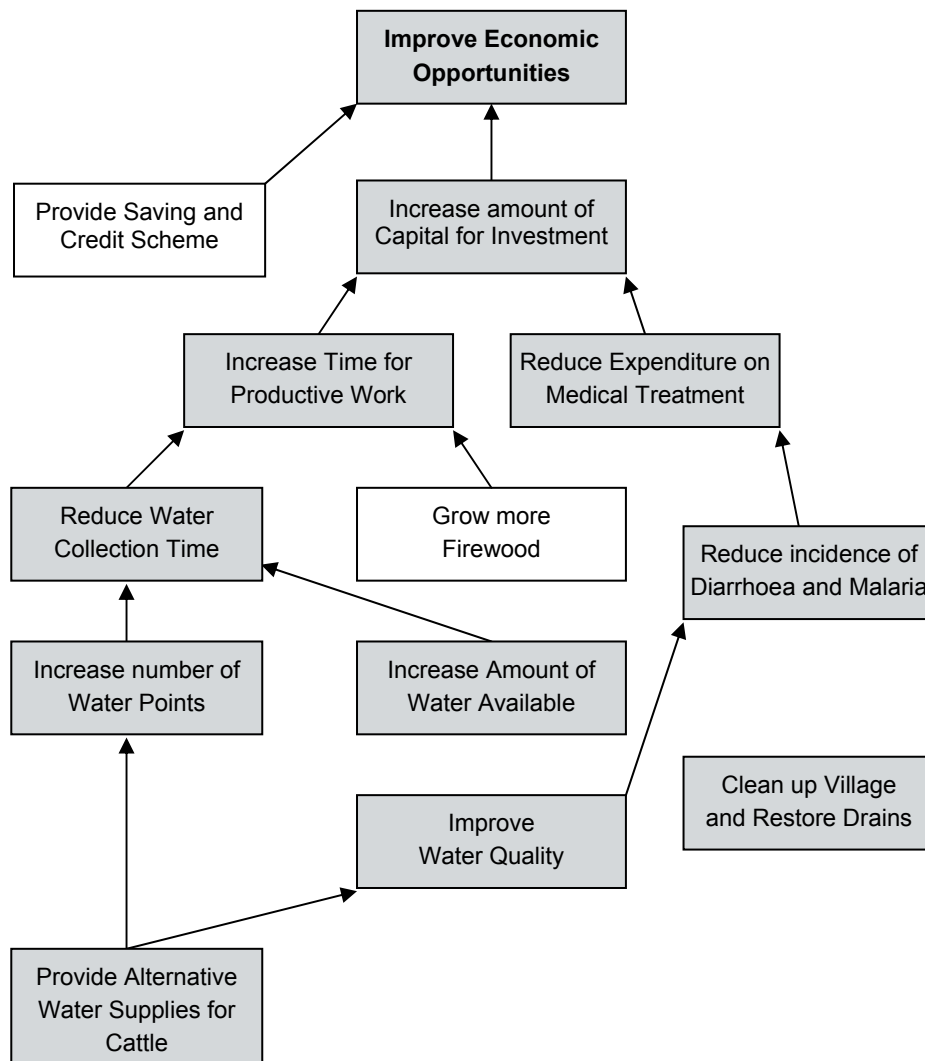 Improve Economic
Opportunities
Provide Saving and
Credit Scheme
Increase amount of
Capital for Investment
Increase Time for
Productive Work
Reduce Expenditure on
Medical Treatment
Reduce Water
Collection Time
Grow more
Firewood
Reduce incidence of
Diarrhoea and Malaria
Increase number of
Water Points
Increase Amount of
Water Available
Clean up Village
and Restore Drains
Improve
Water Quality
Provide Alternative
Water Supplies for
Cattle